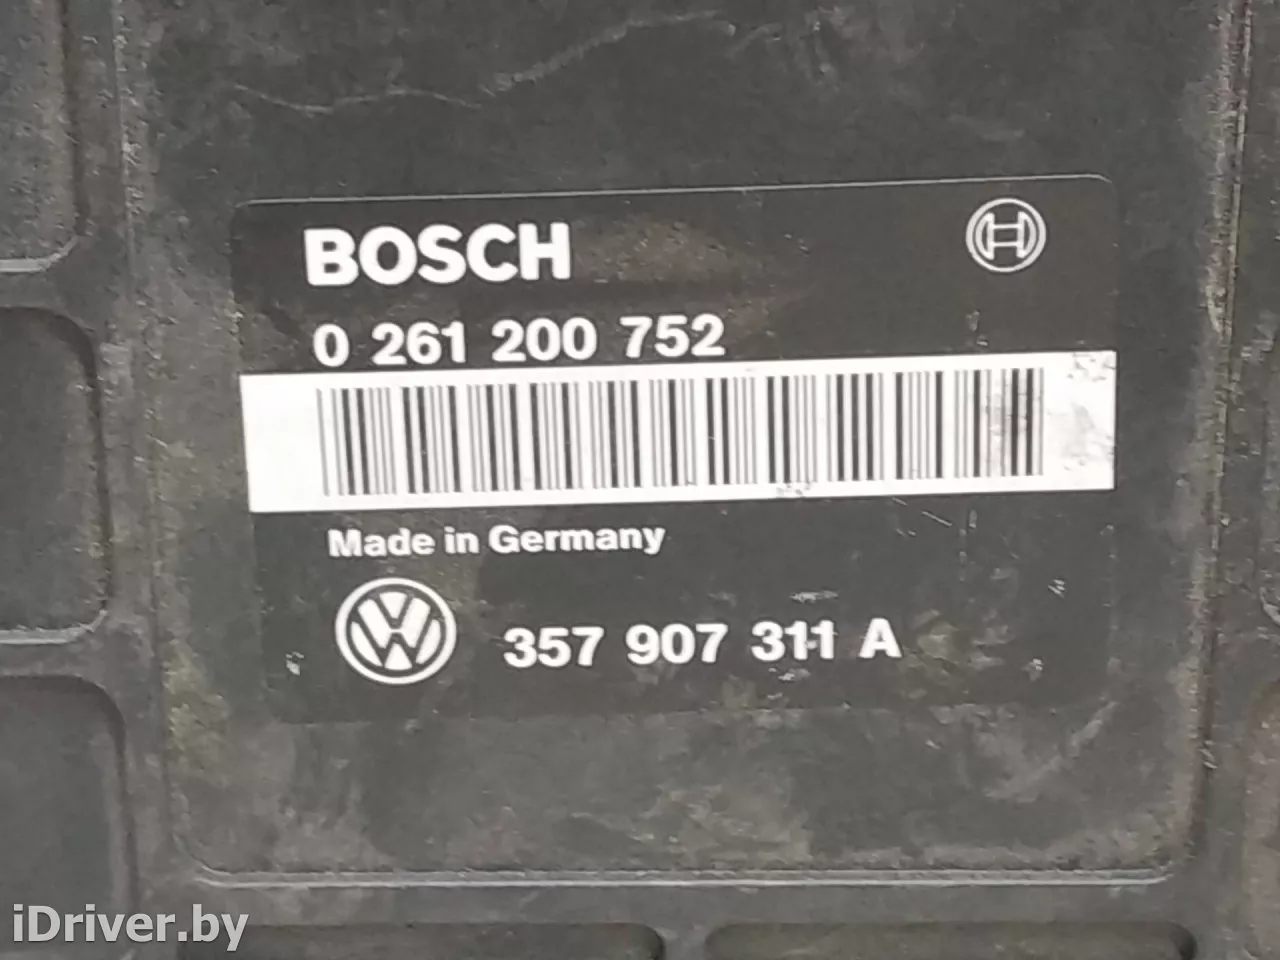 BOSCH
0 261 200 752
Made in Germany
357 907 311 A
iDriver.by